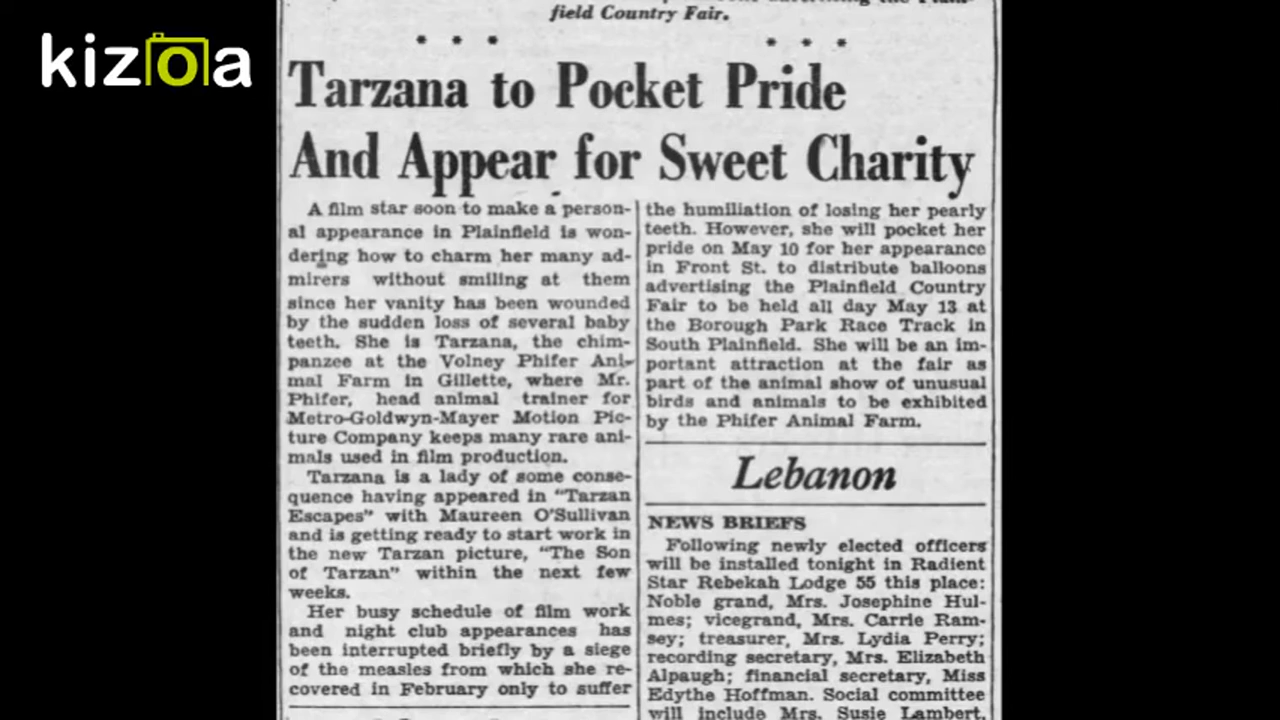 kizoa
field Country Fair.
* * *
* * *
Tarzana to Pocket Pride
And Appear for Sweet Charity
A film star soon to make a person-
al appearance in Plainfield is won-
dering how to charm her many ad-
mirers without smiling at them
since her vanity has been wounded
by the sudden loss of several baby
teeth. She is Tarzana, the chim-
panzee at the Volney Phifer Ani-
mal Farm in Gillette, where Mr.
Phifer, head animal trainer for
Metro-Goldwyn-Mayer Motion Pic-
ture Company keeps many rare ani-
mals used in film production.
Tarzana is a lady of some conse-
quence having appeared in "Tarzan
Escapes" with Maureen O'Sullivan
and is getting ready to start work in
the new Tarzan picture, "The Son
of Tarzan" within the next few
weeks.
Her busy schedule of film work
and night club appearances has
been interrupted briefly by a siege
of the measles from which she re-
covered in February only to suffer
the humiliation of losing her pearly
teeth. However, she will pocket her
pride on May 10 for her appearance
in Front St. to distribute balloons
advertising the Plainfield Country
Fair to be held all day May 13 at
the Borough Park Race Track in
South Plainfield. She will be an im-
portant attraction at the fair as
part of the animal show of unusual
birds and animals to be exhibited
by the Phifer Animal Farm.
Lebanon
NEWS BRIEFS
Following newly elected officers
will be installed tonight in Radient
Star Rebekah Lodge 55 this place:
Noble grand, Mrs. Josephine Hul-
mes; vicegrand, Mrs. Carrie Ram-
sey; treasurer, Mrs. Lydia Perry;
recording secretary, Mrs. Elizabeth
Alpaugh; financial secretary, Miss
Edythe Hoffman. Social committee
will include Mrs. Susie Lambert,